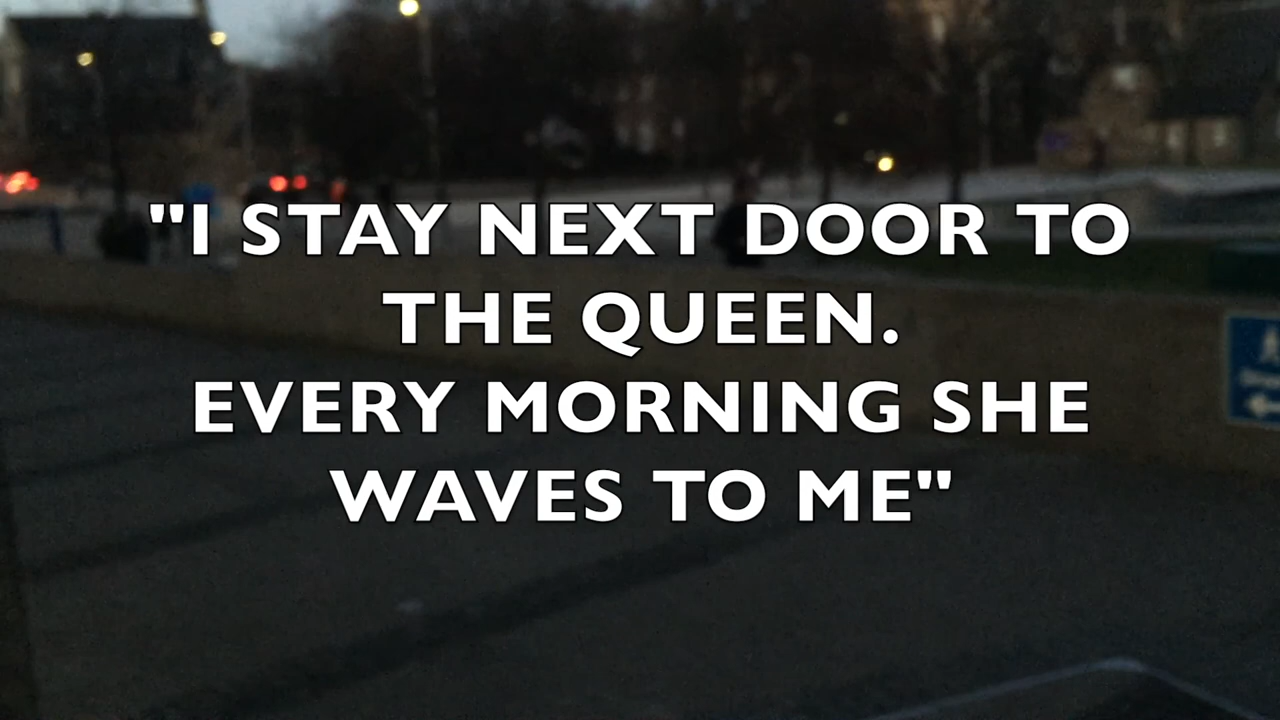 "I STAY NEXT DOOR TO
THE QUEEN.
EVERY MORNING SHE
WAVES TO ME"